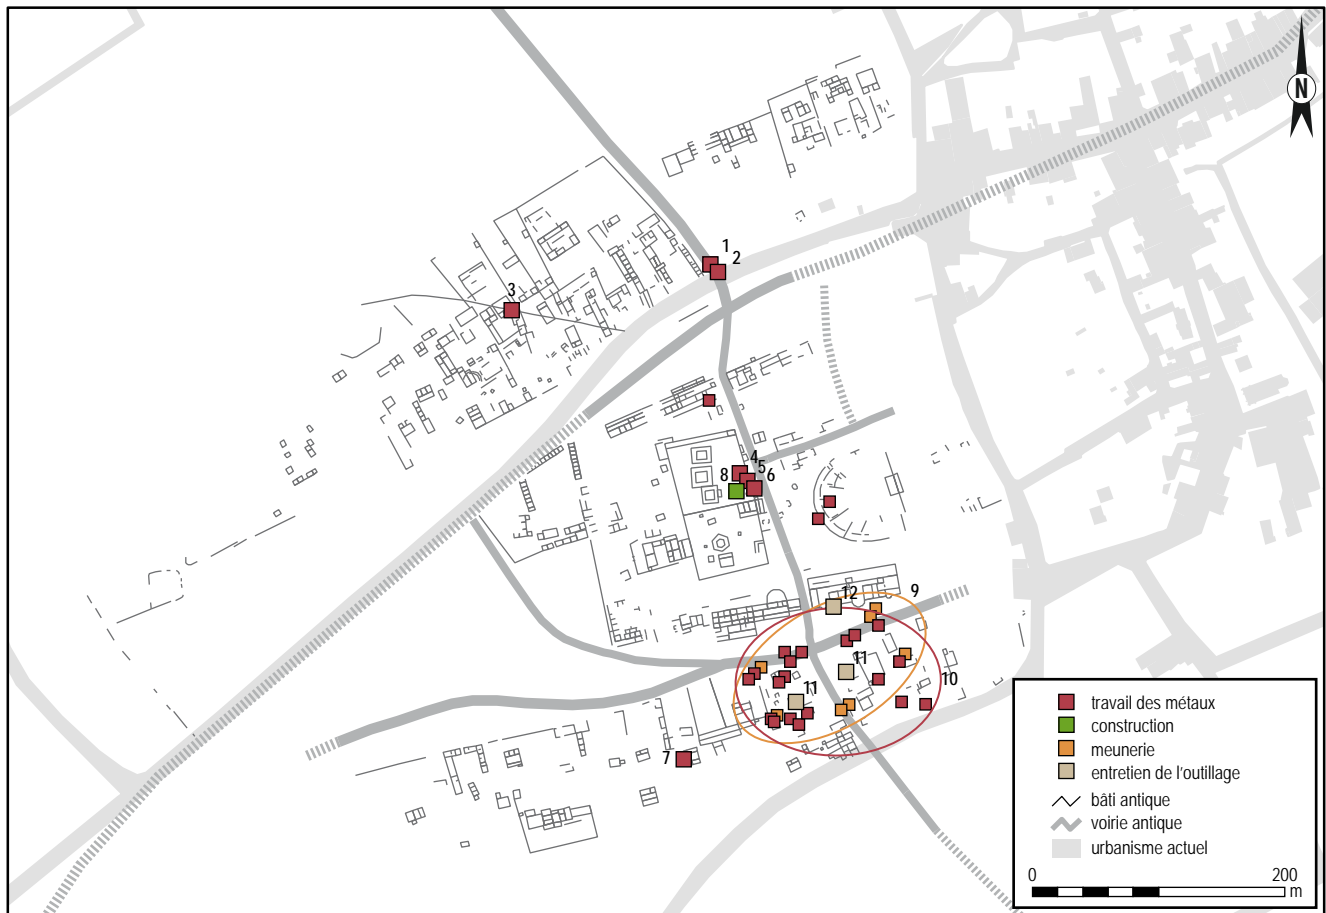 N
1
2
3
4
5
8
6
12
9
11
10
11
7
travail des métaux
construction
meunerie
entretien de l'outillage
bâti antique
voirie antique
urbanisme actuel
0 200
m